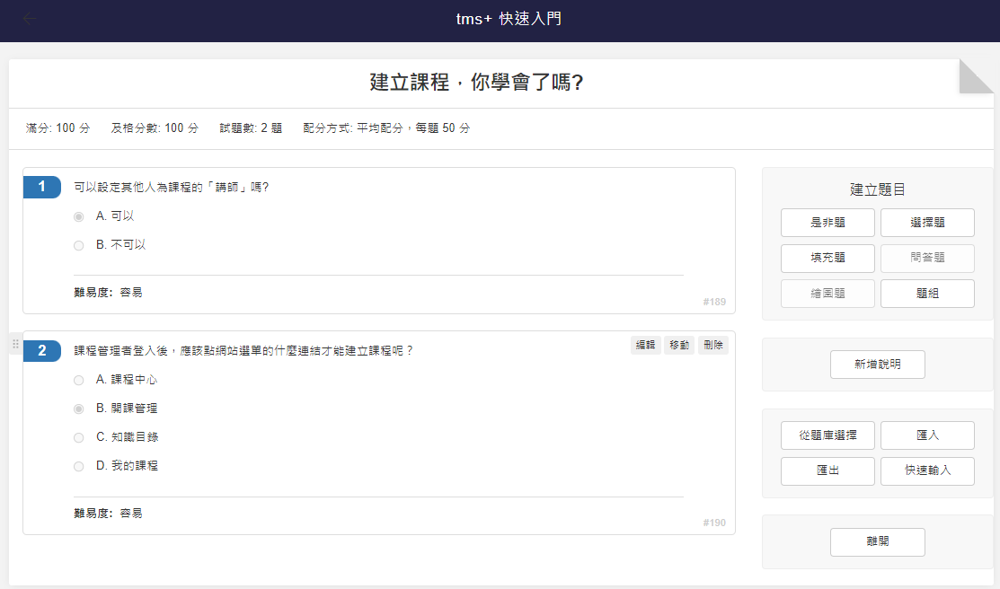 tms+ 快速入門
建立課程，你學會了嗎?
滿分: 100 分 及格分數: 100 分 試題數: 2 題 配分方式: 平均配分，每題 50 分
1 可以設定其他人為課程的「講師」嗎?
A. 可以
B. 不可以
難易度: 容易
#189
2 課程管理者登入後，應該點網站選單的什麼連結才能建立課程呢？
編輯 移動 刪除
A. 課程中心
B. 開課管理
C. 知識目錄
D. 我的課程
難易度: 容易
#190
建立題目
是非題 選擇題
填充題 問答題
繪圖題 題組
新增說明
從題庫選擇 匯入
匯出 快速輸入
離開